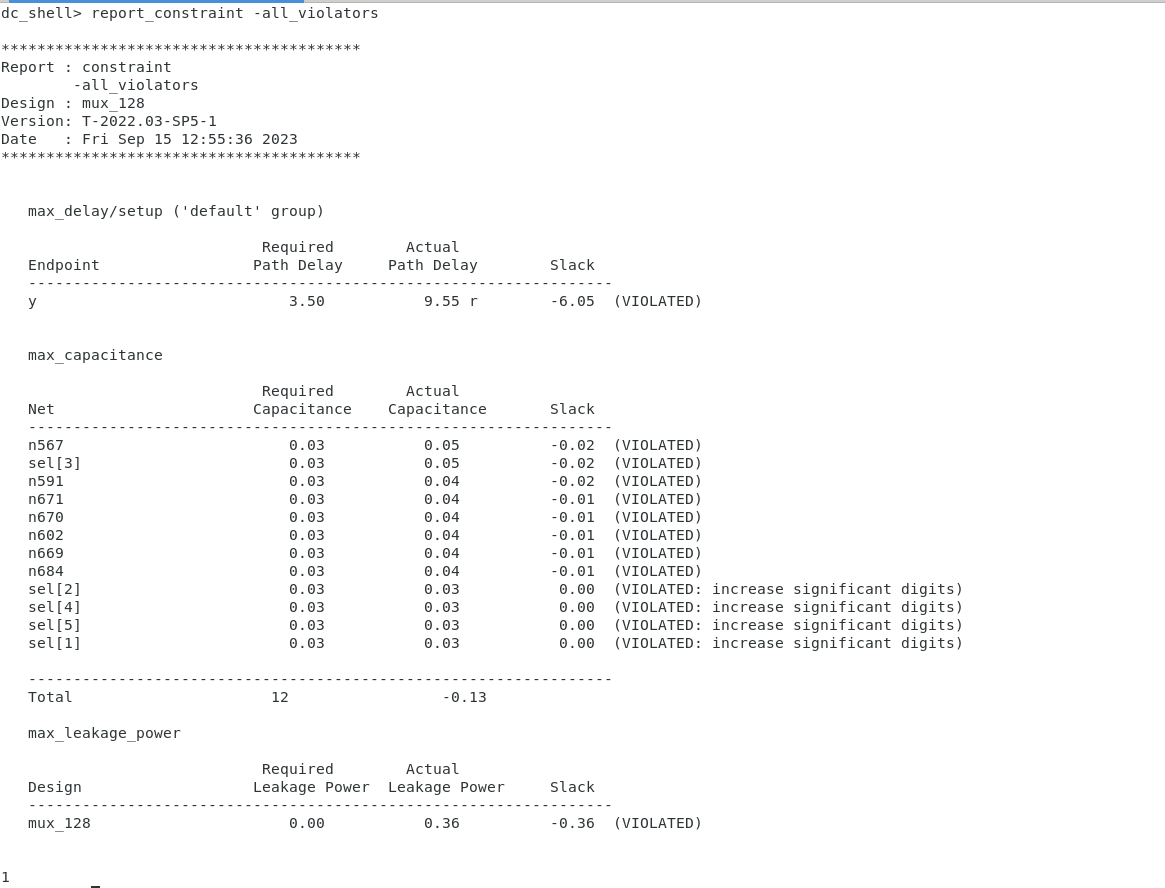 dc_shell> report_constraint -all_violators
****************************************
Report : constraint
-all_violators
Design : mux_128
Version: T-2022.03-SP5-1
Date   : Fri Sep 15 12:55:36 2023
****************************************
max_delay/setup ('default' group)
Required        Actual
Endpoint                 Path Delay     Path Delay        Slack
-----------------------------------------------------------------
y                            3.50           9.55 r        -6.05  (VIOLATED)
max_capacitance
Required        Actual
Net                      Capacitance    Capacitance       Slack
-----------------------------------------------------------------
n567                         0.03           0.05          -0.02  (VIOLATED)
sel[3]                       0.03           0.05          -0.02  (VIOLATED)
n591                         0.03           0.04          -0.02  (VIOLATED)
n671                         0.03           0.04          -0.01  (VIOLATED)
n670                         0.03           0.04          -0.01  (VIOLATED)
n602                         0.03           0.04          -0.01  (VIOLATED)
n669                         0.03           0.04          -0.01  (VIOLATED)
n684                         0.03           0.04          -0.01  (VIOLATED)
sel[2]                       0.03           0.03           0.00  (VIOLATED: increase significant digits)
sel[4]                       0.03           0.03           0.00  (VIOLATED: increase significant digits)
sel[5]                       0.03           0.03           0.00  (VIOLATED: increase significant digits)
sel[1]                       0.03           0.03           0.00  (VIOLATED: increase significant digits)
-----------------------------------------------------------------
Total                      12                 -0.13
max_leakage_power
Required        Actual
Design                   Leakage Power  Leakage Power     Slack
-----------------------------------------------------------------
mux_128                      0.00           0.36          -0.36  (VIOLATED)
1